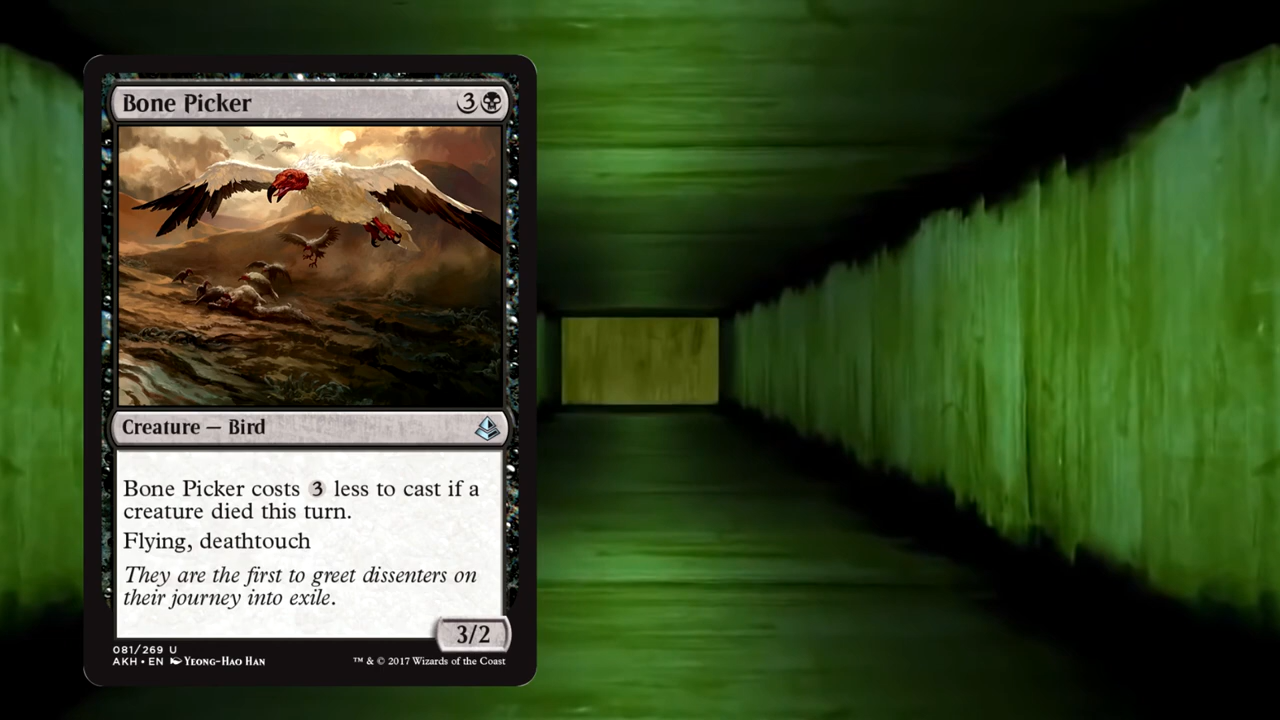 Bone Picker 3
Creature — Bird
Bone Picker costs 3 less to cast if a
creature died this turn.
Flying, deathtouch
They are the first to greet dissenters on
their journey into exile.
3/2
081/269 U
AKH • EN Yeong-Hao Han ™ & © 2017 Wizards of the Coast